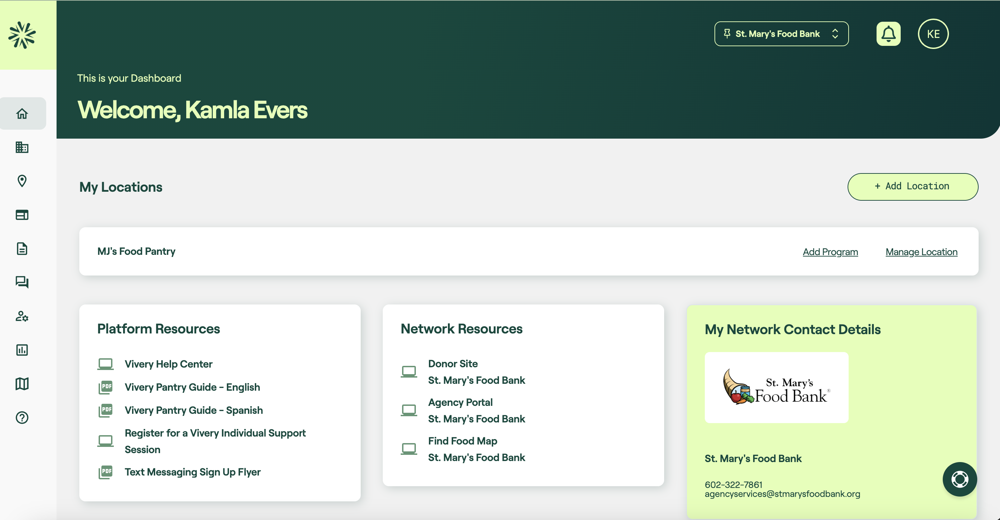 St. Mary's Food Bank
KE
This is your Dashboard
Welcome, Kamla Evers
My Locations
+ Add Location
MJ's Food Pantry
Add Program
Manage Location
Platform Resources
Vivery Help Center
PDF
Vivery Pantry Guide - English
PDF
Vivery Pantry Guide - Spanish
Register for a Vivery Individual Support
Session
PDF
Text Messaging Sign Up Flyer
Network Resources
Donor Site
St. Mary's Food Bank
Agency Portal
St. Mary's Food Bank
Find Food Map
St. Mary's Food Bank
My Network Contact Details
St. Mary's
Food Bank®
St. Mary's Food Bank
602-322-7861
agencyservices@stmarysfoodbank.org